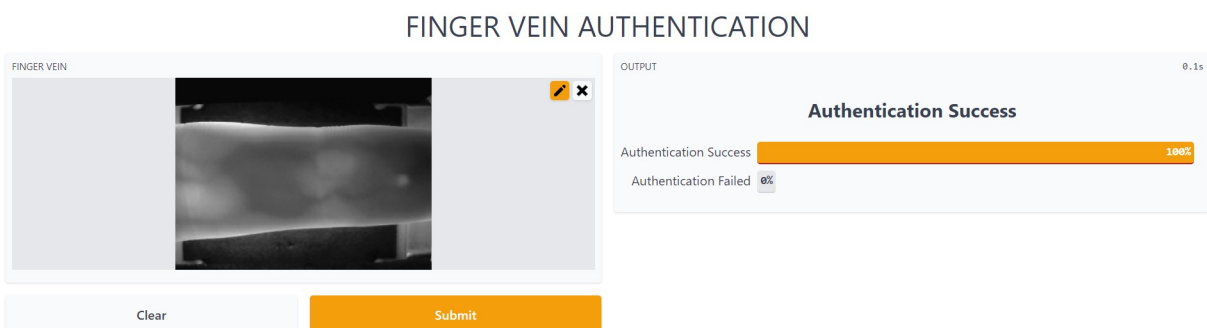 FINGER VEIN AUTHENTICATION
FINGER VEIN
OUTPUT
0.1s
Authentication Success
Authentication Success 100%
Authentication Failed 0%
Clear
Submit